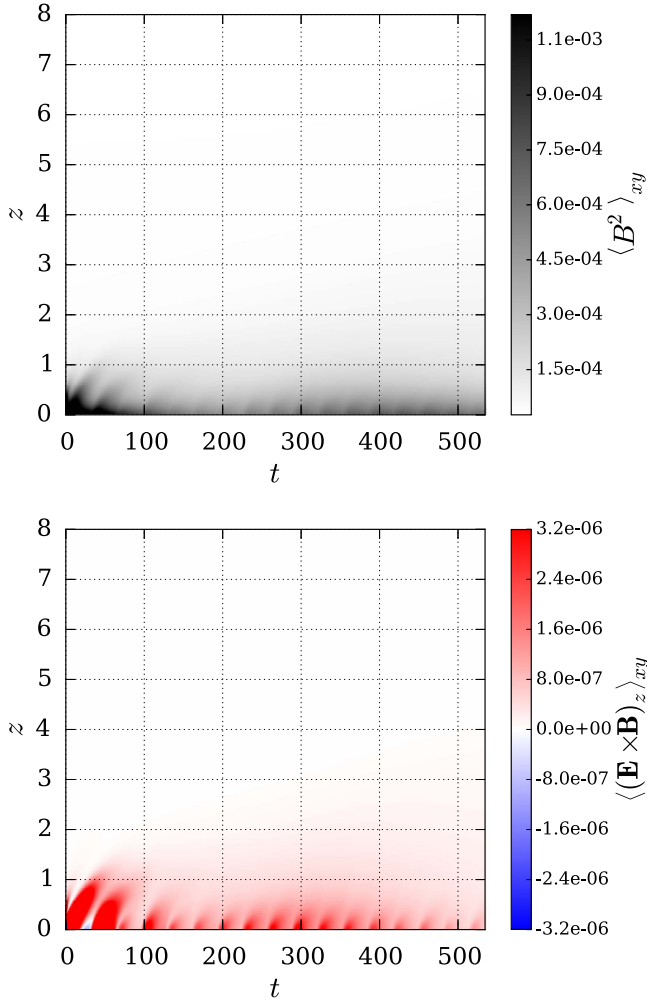 8
7
6
5
4
3
2
1
0
z
0 100 200 300 400 500
t
1.1e-03
9.0e-04
7.5e-04
6.0e-04
4.5e-04
3.0e-04
1.5e-04
⟨B²⟩xy
8
7
6
5
4
3
2
1
0
z
0 100 200 300 400 500
t
3.2e-06
2.4e-06
1.6e-06
8.0e-07
0.0e+00
-8.0e-07
-1.6e-06
-2.4e-06
-3.2e-06
⟨(E×B)z⟩xy